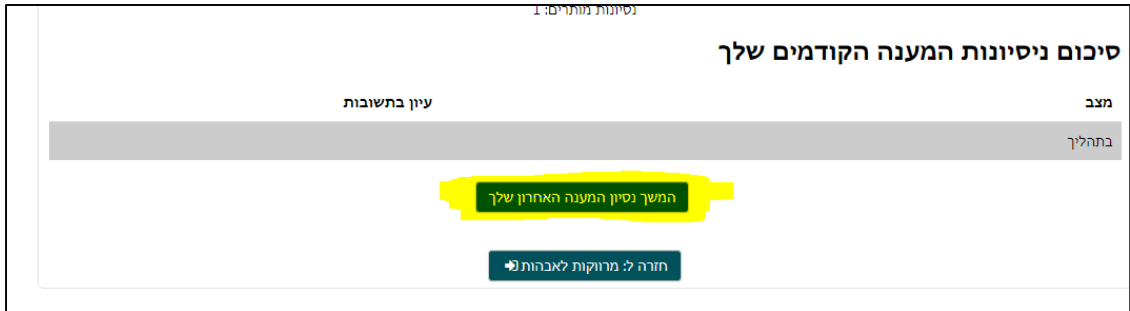 נסיונות מותרים: 1
סיכום ניסיונות המענה הקודמים שלך
מצב עיון בתשובות
בתהליך
המשך נסיון המענה האחרון שלך
חזרה ל: מרווקות לאבהות